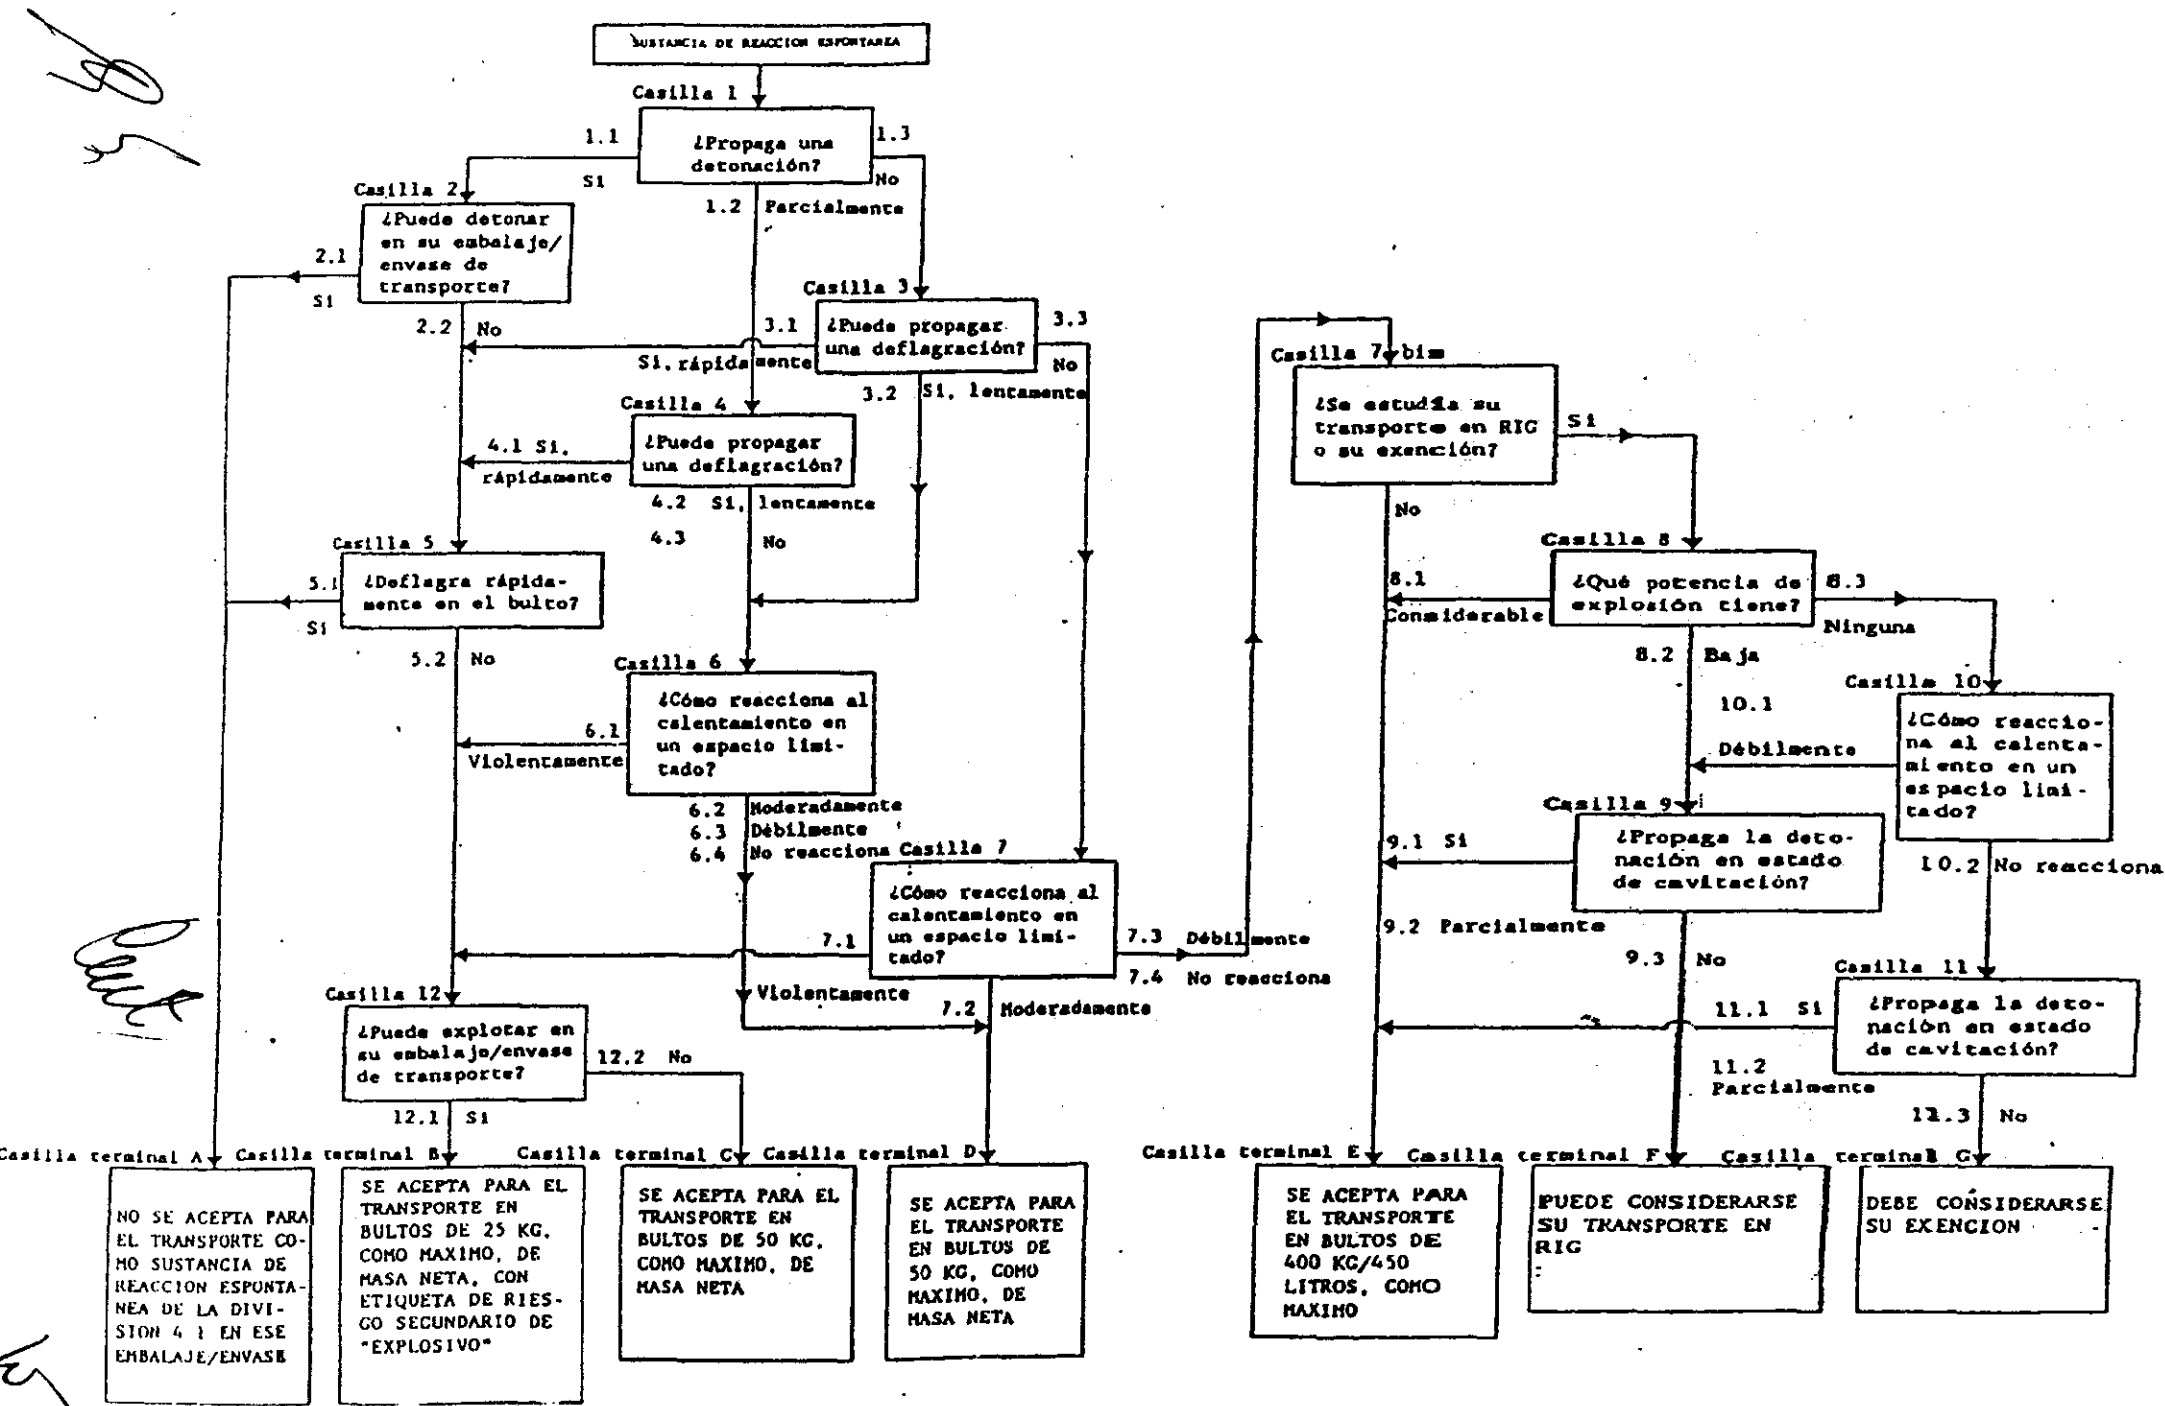 SUSTANCIA DE REACCION ESPONTANEA
Casilla 1
¿Propaga una
detonación?
1.1
Si
1.2 Parcialmente
1.3
No
Casilla 2
¿Puede detonar
en su embalaje/
envase de
transporte?
2.1
Si
2.2 No
Casilla 3
¿Puede propagar
una deflagración?
3.1
Si, rápidamente
3.2 Si, lentamente
3.3
No
Casilla 4
¿Puede propagar
una deflagración?
4.1 Si,
rápidamente
4.2 Si, lentamente
4.3 No
Casilla 5
¿Deflagra rápida-
mente en el bulto?
5.1
Si
5.2 No
Casilla 6
¿Cómo reacciona al
calentamiento en
un espacio limi-
tado?
6.1
Violentamente
6.2 Moderadamente
6.3 Débilmente
6.4 No reacciona
Casilla 7
¿Cómo reacciona al
calentamiento en
un espacio limi-
tado?
7.1
Violentamente
7.2 Moderadamente
7.3 Débilmente
7.4 No reacciona
Casilla 12
¿Puede explotar en
su embalaje/envase
de transporte?
12.1 Si
12.2 No
Casilla 7 bis
¿Se estudia su
transporte en RIG
o su exención?
Si
No
Casilla 8
¿Qué potencia de
explosión tiene?
8.1
Considerable
8.2 Baja
8.3
Ninguna
Casilla 10
¿Cómo reaccio-
na al calenta-
miento en un
espacio limi-
tado?
10.1
Débilmente
10.2 No reacciona
Casilla 9
¿Propaga la deto-
nación en estado
de cavitación?
9.1 Si
9.2 Parcialmente
9.3 No
Casilla 11
¿Propaga la deto-
nación en estado
de cavitación?
11.1 Si
11.2
Parcialmente
11.3 No
Casilla terminal A
NO SE ACEPTA PARA
EL TRANSPORTE CO-
MO SUSTANCIA DE
REACCION ESPONTA-
NEA DE LA DIVI-
SION 4 1 EN ESE
EMBALAJE/ENVASE
Casilla terminal B
SE ACEPTA PARA EL
TRANSPORTE EN
BULTOS DE 25 KG,
COMO MAXIMO, DE
MASA NETA, CON
ETIQUETA DE RIES-
GO SECUNDARIO DE
"EXPLOSIVO"
Casilla terminal C
SE ACEPTA PARA EL
TRANSPORTE EN
BULTOS DE 50 KG,
COMO MAXIMO, DE
MASA NETA
Casilla terminal D
SE ACEPTA PARA
EL TRANSPORTE
EN BULTOS DE
50 KG, COMO
MAXIMO, DE
MASA NETA
Casilla terminal E
SE ACEPTA PARA
EL TRANSPORTE
EN BULTOS DE
400 KG/450
LITROS, COMO
MAXIMO
Casilla terminal F
PUEDE CONSIDERARSE
SU TRANSPORTE EN
RIG
Casilla terminal G
DEBE CONSIDERARSE
SU EXENCION